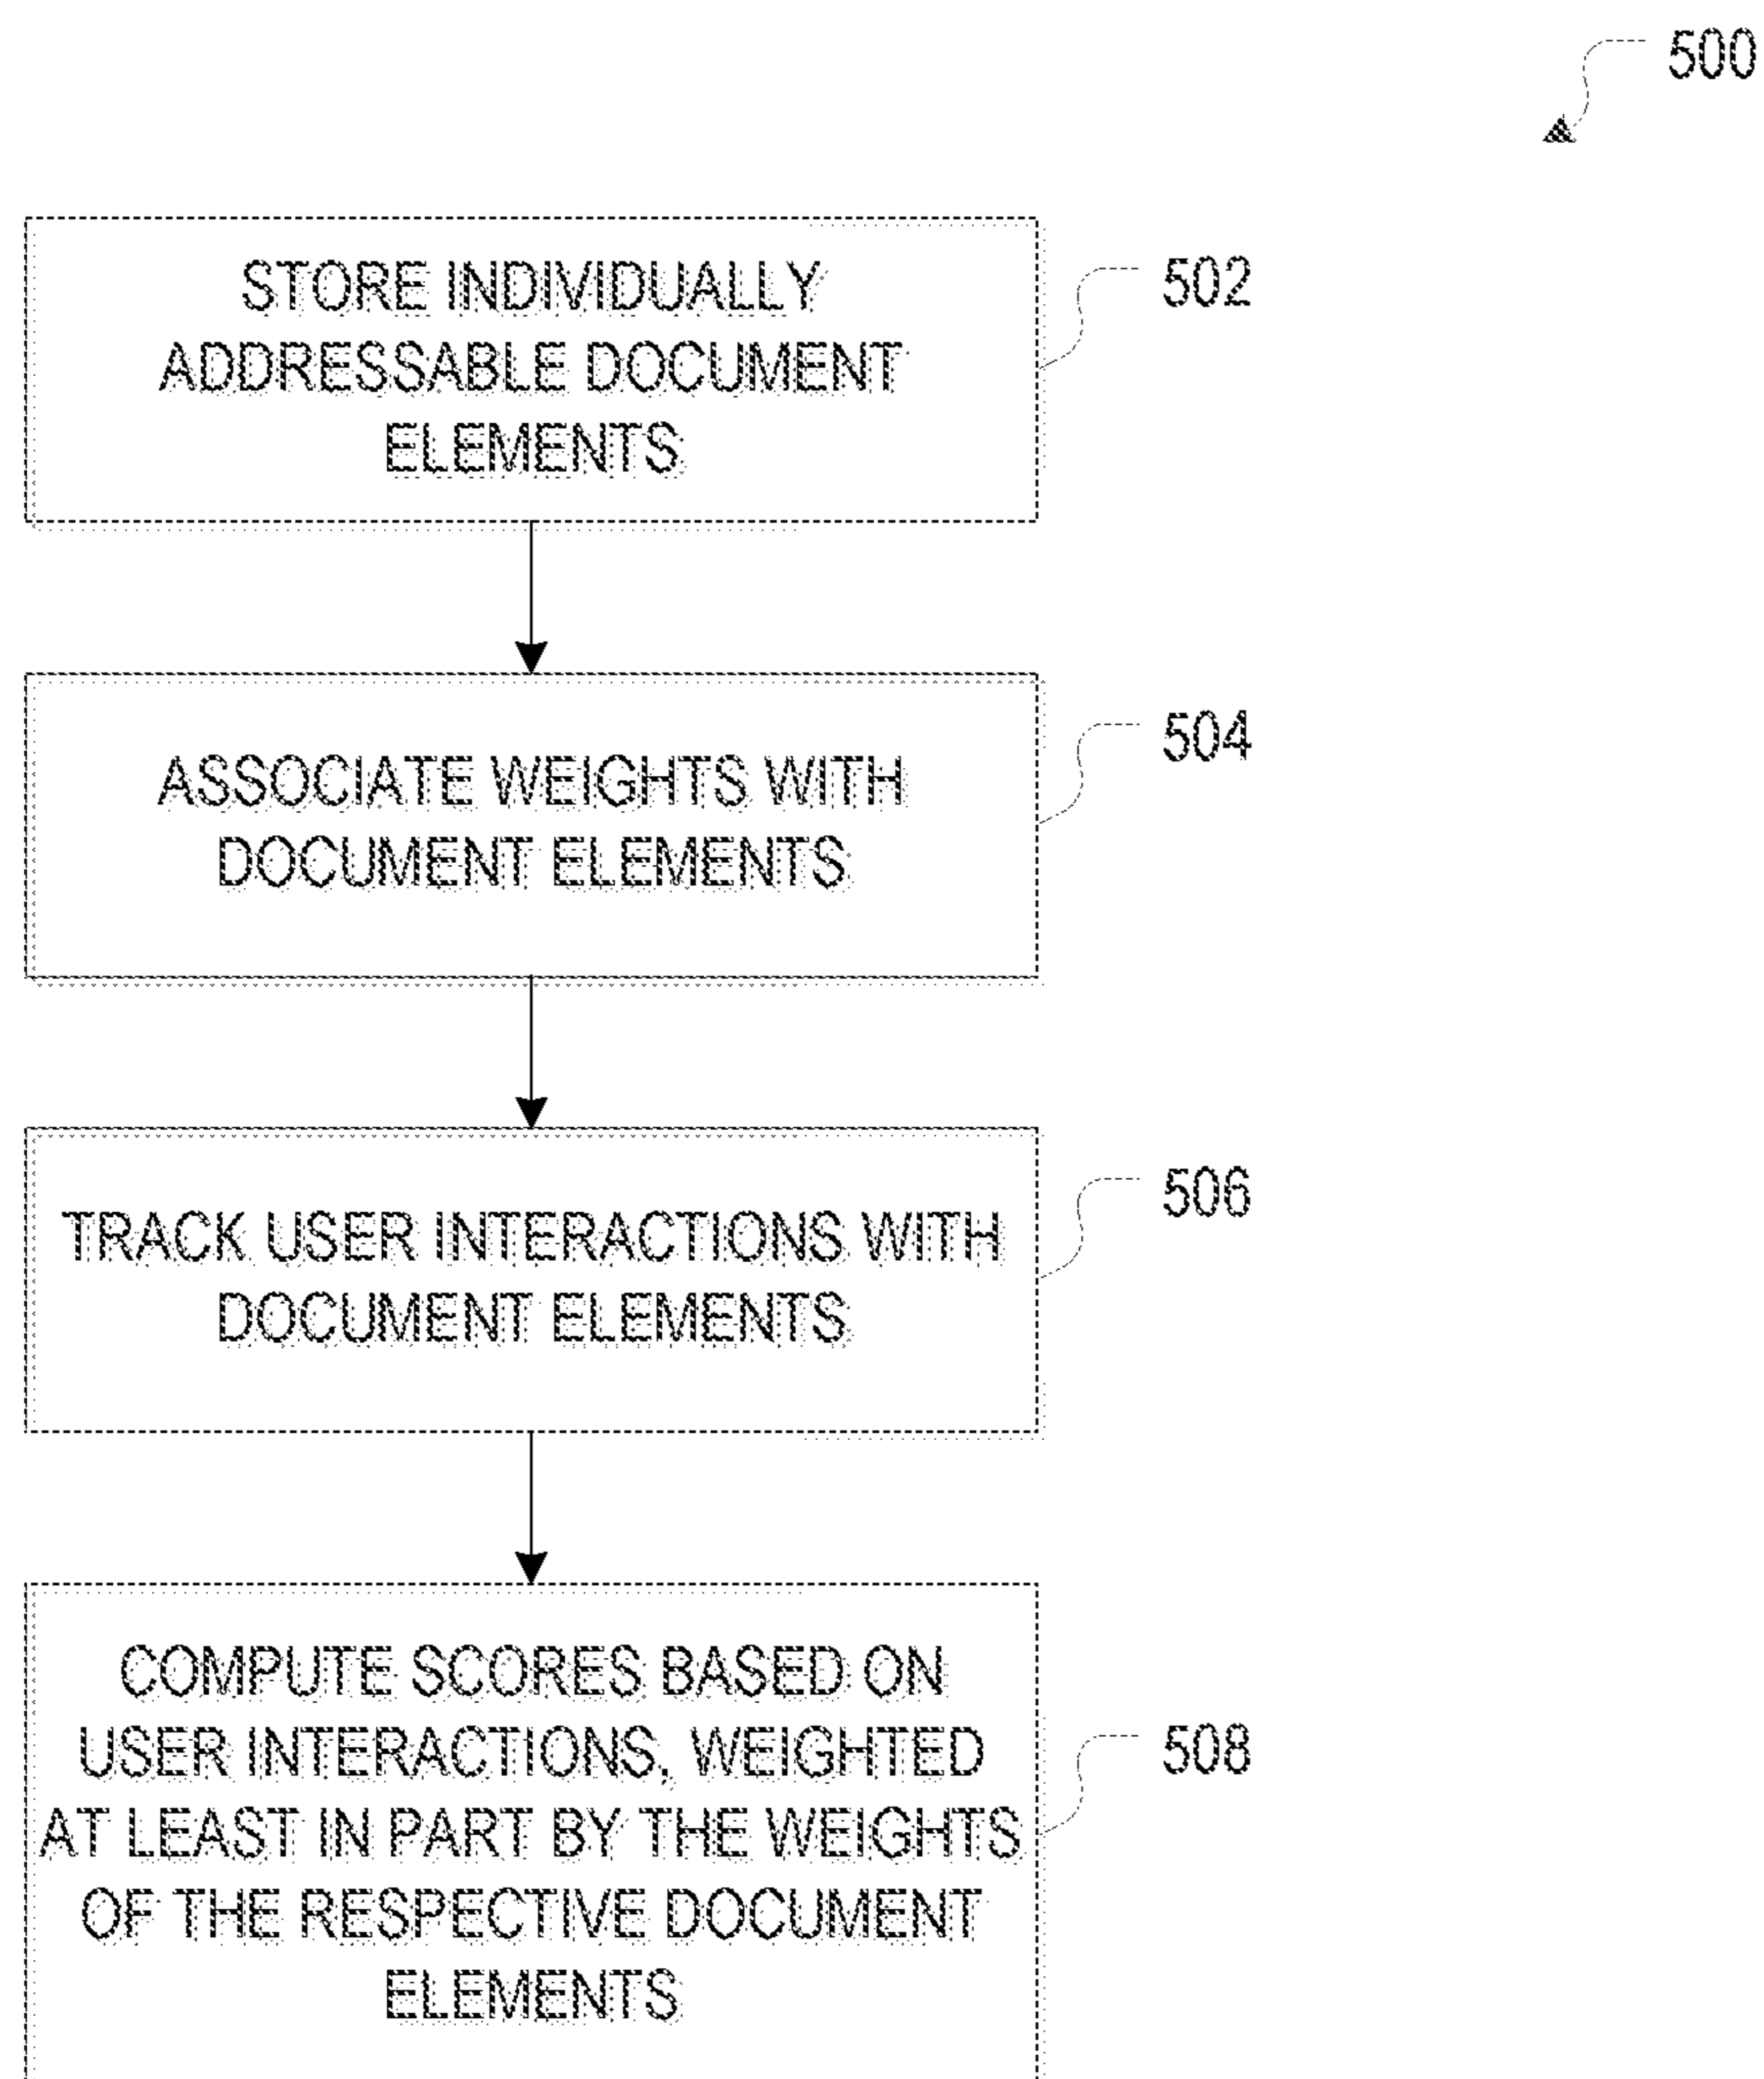 500
STORE INDIVIDUALLY
ADDRESSABLE DOCUMENT
ELEMENTS
502
ASSOCIATE WEIGHTS WITH
DOCUMENT ELEMENTS
504
TRACK USER INTERACTIONS WITH
DOCUMENT ELEMENTS
506
COMPUTE SCORES BASED ON
USER INTERACTIONS, WEIGHTED
AT LEAST IN PART BY THE WEIGHTS
OF THE RESPECTIVE DOCUMENT
ELEMENTS
508